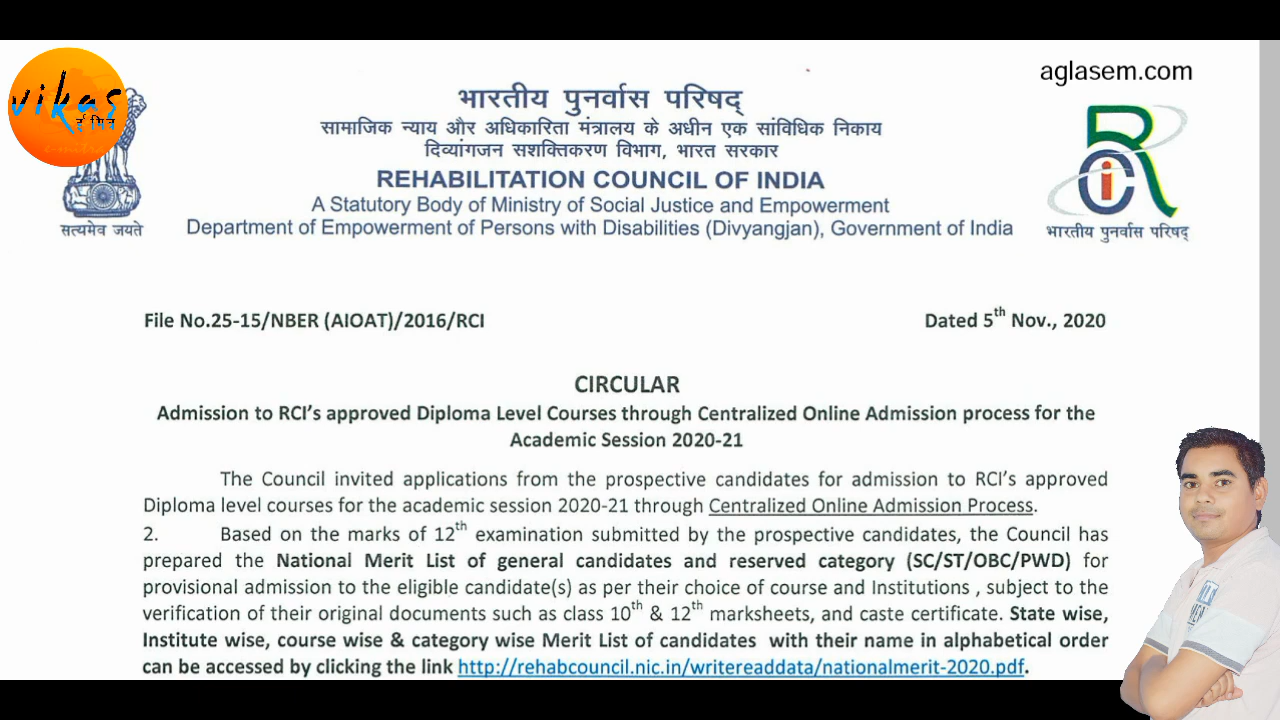 vikas
ई मित्र
aglasem.com
भारतीय पुनर्वास परिषद्
सामाजिक न्याय और अधिकारिता मंत्रालय के अधीन एक सांविधिक निकाय
दिव्यांगजन सशक्तिकरण विभाग, भारत सरकार
REHABILITATION COUNCIL OF INDIA
A Statutory Body of Ministry of Social Justice and Empowerment
Department of Empowerment of Persons with Disabilities (Divyangjan), Government of India
सत्यमेव जयते
RCI
भारतीय पुनर्वास परिषद्
File No.25-15/NBER (AIOAT)/2016/RCI
Dated 5th Nov., 2020
CIRCULAR
Admission to RCI's approved Diploma Level Courses through Centralized Online Admission process for the
Academic Session 2020-21
The Council invited applications from the prospective candidates for admission to RCI's approved
Diploma level courses for the academic session 2020-21 through Centralized Online Admission Process.
2. Based on the marks of 12th examination submitted by the prospective candidates, the Council has
prepared the National Merit List of general candidates and reserved category (SC/ST/OBC/PWD) for
provisional admission to the eligible candidate(s) as per their choice of course and Institutions , subject to the
verification of their original documents such as class 10th & 12th marksheets, and caste certificate. State wise,
Institute wise, course wise & category wise Merit List of candidates with their name in alphabetical order
can be accessed by clicking the link http://rehabcouncil.nic.in/writereaddata/nationalmerit-2020.pdf.